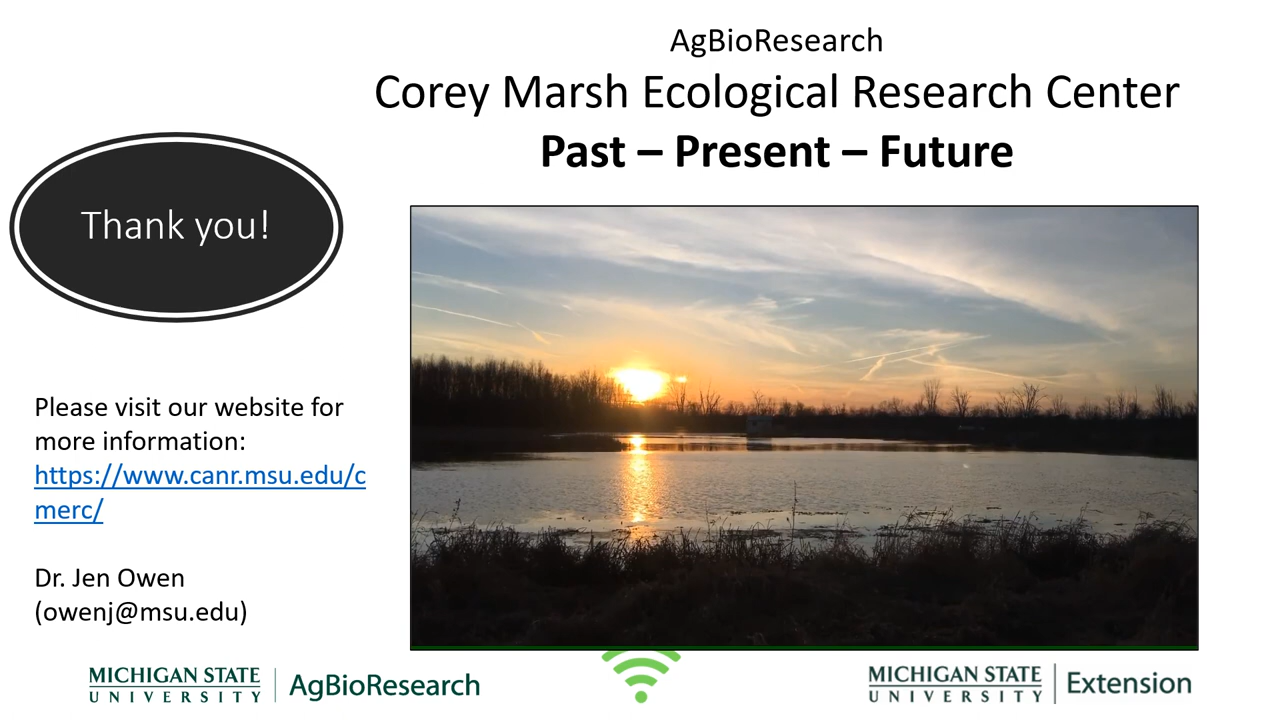 AgBioResearch
Corey Marsh Ecological Research Center
Past – Present – Future
Thank you!
Please visit our website for
more information:
https://www.canr.msu.edu/c
merc/
Dr. Jen Owen
(owenj@msu.edu)
MICHIGAN STATE
UNIVERSITY
AgBioResearch
MICHIGAN STATE
UNIVERSITY
Extension